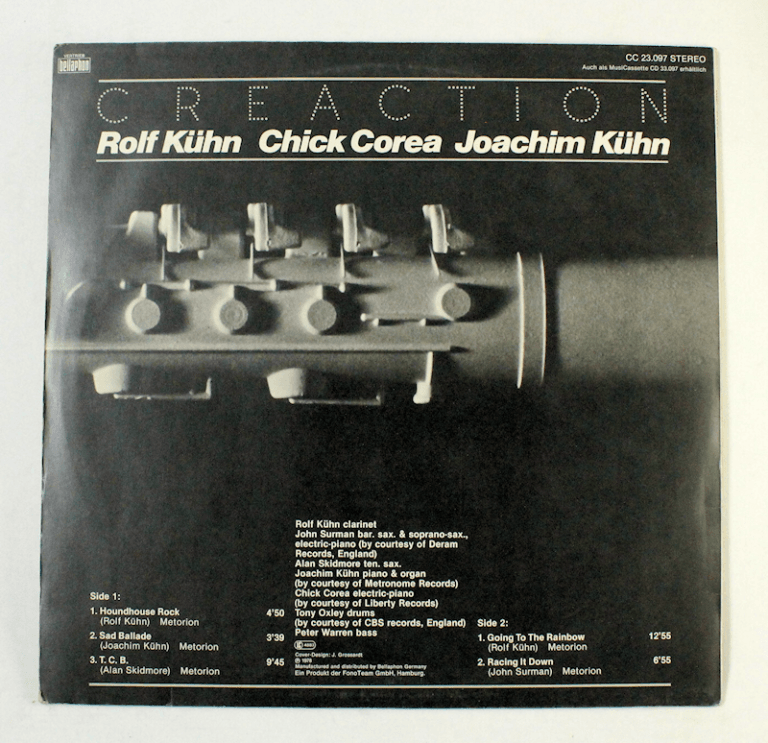 VERTRIEB
bellaphon
CC 23.097 STEREO
Auch als MusiCassette CD 33.097 erhältlich
CREACTION
Rolf Kühn Chick Corea Joachim Kühn
Rolf Kühn clarinet
John Surman bar. sax. & soprano-sax.,
electric-piano (by courtesy of Deram
Records, England)
Alan Skidmore ten. sax.
Joachim Kühn piano & organ
(by courtesy of Metronome Records)
Chick Corea electric-piano
(by courtesy of Liberty Records)
Tony Oxley drums
(by courtesy of CBS records, England)
Peter Warren bass
Cover-Design: J. Grossardt
Manufactured and distributed by Bellaphon Germany
Ein Produkt der FonoTeam GmbH, Hamburg.
Side 1:
1. Houndhouse Rock 4'50
(Rolf Kühn) Metorion
2. Sad Ballade 3'39
(Joachim Kühn) Metorion
3. T. C. B. 9'45
(Alan Skidmore) Metorion
Side 2:
1. Going To The Rainbow 12'55
(Rolf Kühn) Metorion
2. Racing It Down 6'55
(John Surman) Metorion